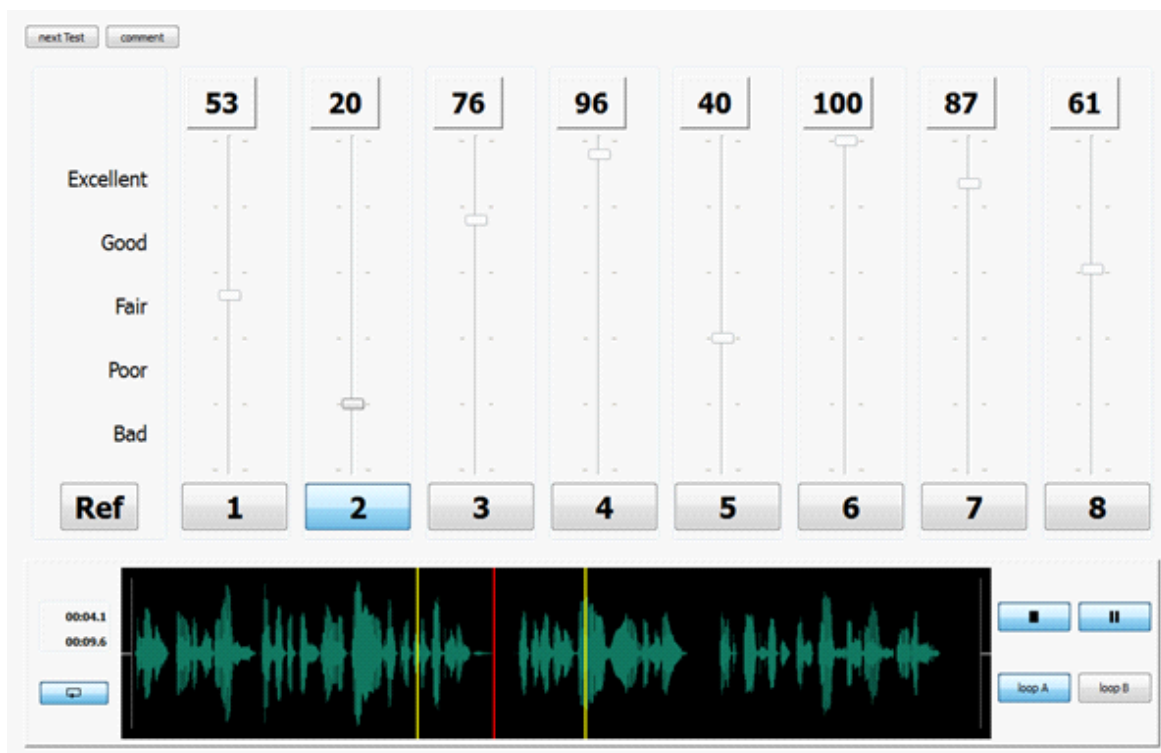 next Test comment
53 20 76 96 40 100 87 61
Excellent
Good
Fair
Poor
Bad
Ref 1 2 3 4 5 6 7 8
00:04.1
00:09.6
loop A loop B